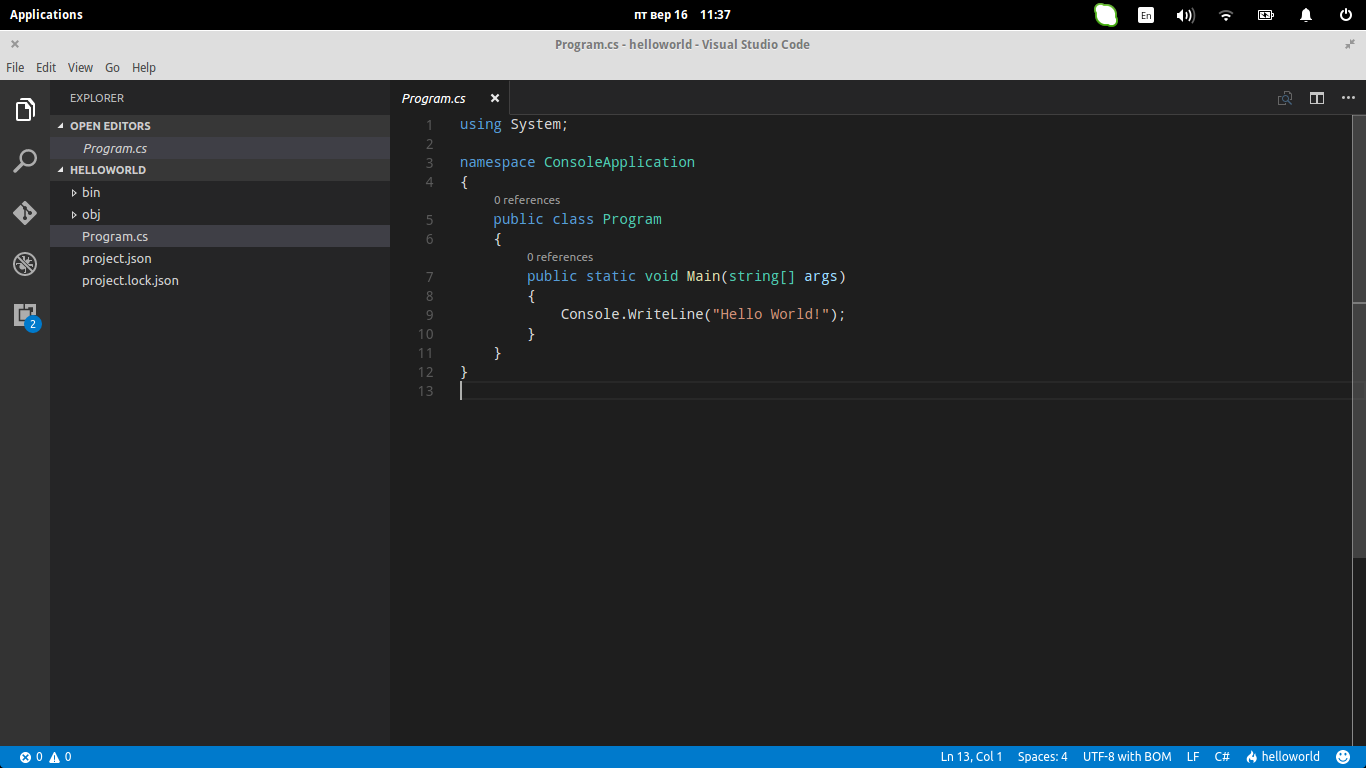 Applications
пт вер 16 11:37
En
Program.cs - helloworld - Visual Studio Code
File Edit View Go Help
EXPLORER
OPEN EDITORS
Program.cs
HELLOWORLD
bin
obj
Program.cs
project.json
project.lock.json
2
Program.cs
1 using System;
2
3 namespace ConsoleApplication
4 {
0 references
5 public class Program
6 {
0 references
7 public static void Main(string[] args)
8 {
9 Console.WriteLine("Hello World!");
10 }
11 }
12 }
13
0 0
Ln 13, Col 1 Spaces: 4 UTF-8 with BOM LF C# helloworld